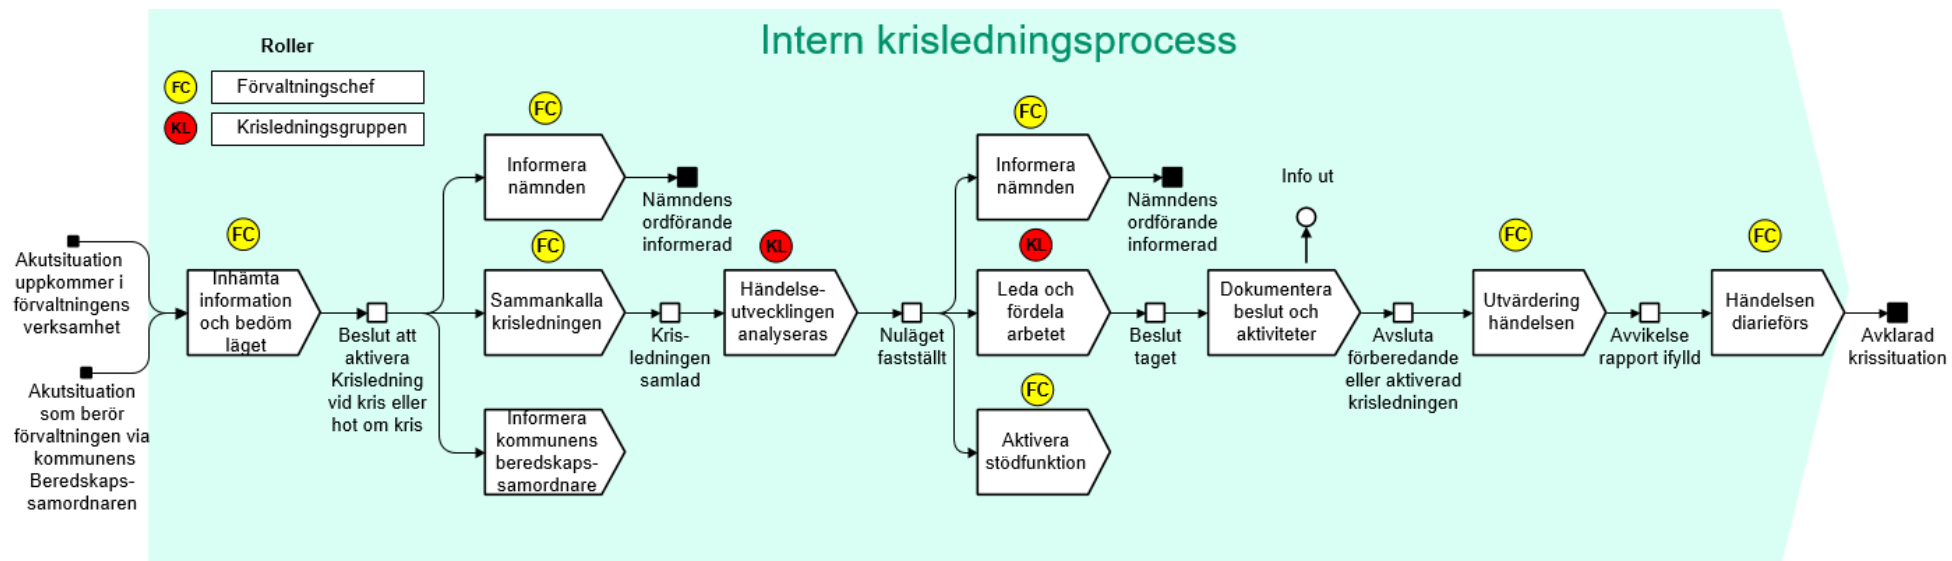 Intern krisledningsprocess
Roller
FC
Förvaltningschef
KL
Krisledningsgruppen
Akutsituation
uppkommer i
förvaltningens
verksamhet
Akutsituation
som berör
förvaltningen via
kommunens
Beredskaps-
samordnaren
FC
Inhämta
information
och bedöm
läget
Beslut att
aktivera
Krisledning
vid kris eller
hot om kris
FC
Informera
nämnden
Nämndens
ordförande
informerad
FC
Sammankalla
krisledningen
Kris-
ledningen
samlad
Informera
kommunens
beredskaps-
samordnare
KL
Händelse-
utvecklingen
analyseras
Nuläget
fastställt
FC
Informera
nämnden
Nämndens
ordförande
informerad
KL
Leda och
fördela
arbetet
Beslut
taget
FC
Aktivera
stödfunktion
Info ut
Dokumentera
beslut och
aktiviteter
Avsluta
förberedande
eller aktiverad
krisledningen
FC
Utvärdering
händelsen
Avvikelse
rapport ifylld
FC
Händelsen
diarieförs
Avklarad
krissituation